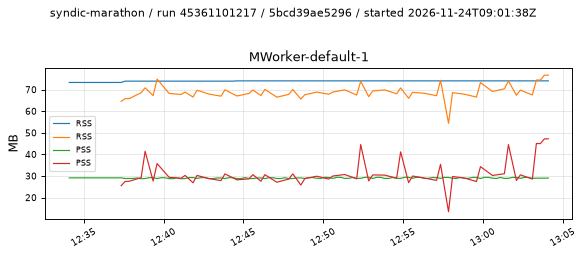 syndic-marathon / run 45361101217 / 5bcd39ae5296 / started 2026-11-24T09:01:38Z
MWorker-default-1
MB
70
60
50
40
30
20
RSS
RSS
PSS
PSS
12:35
12:40
12:45
12:50
12:55
13:00
13:05